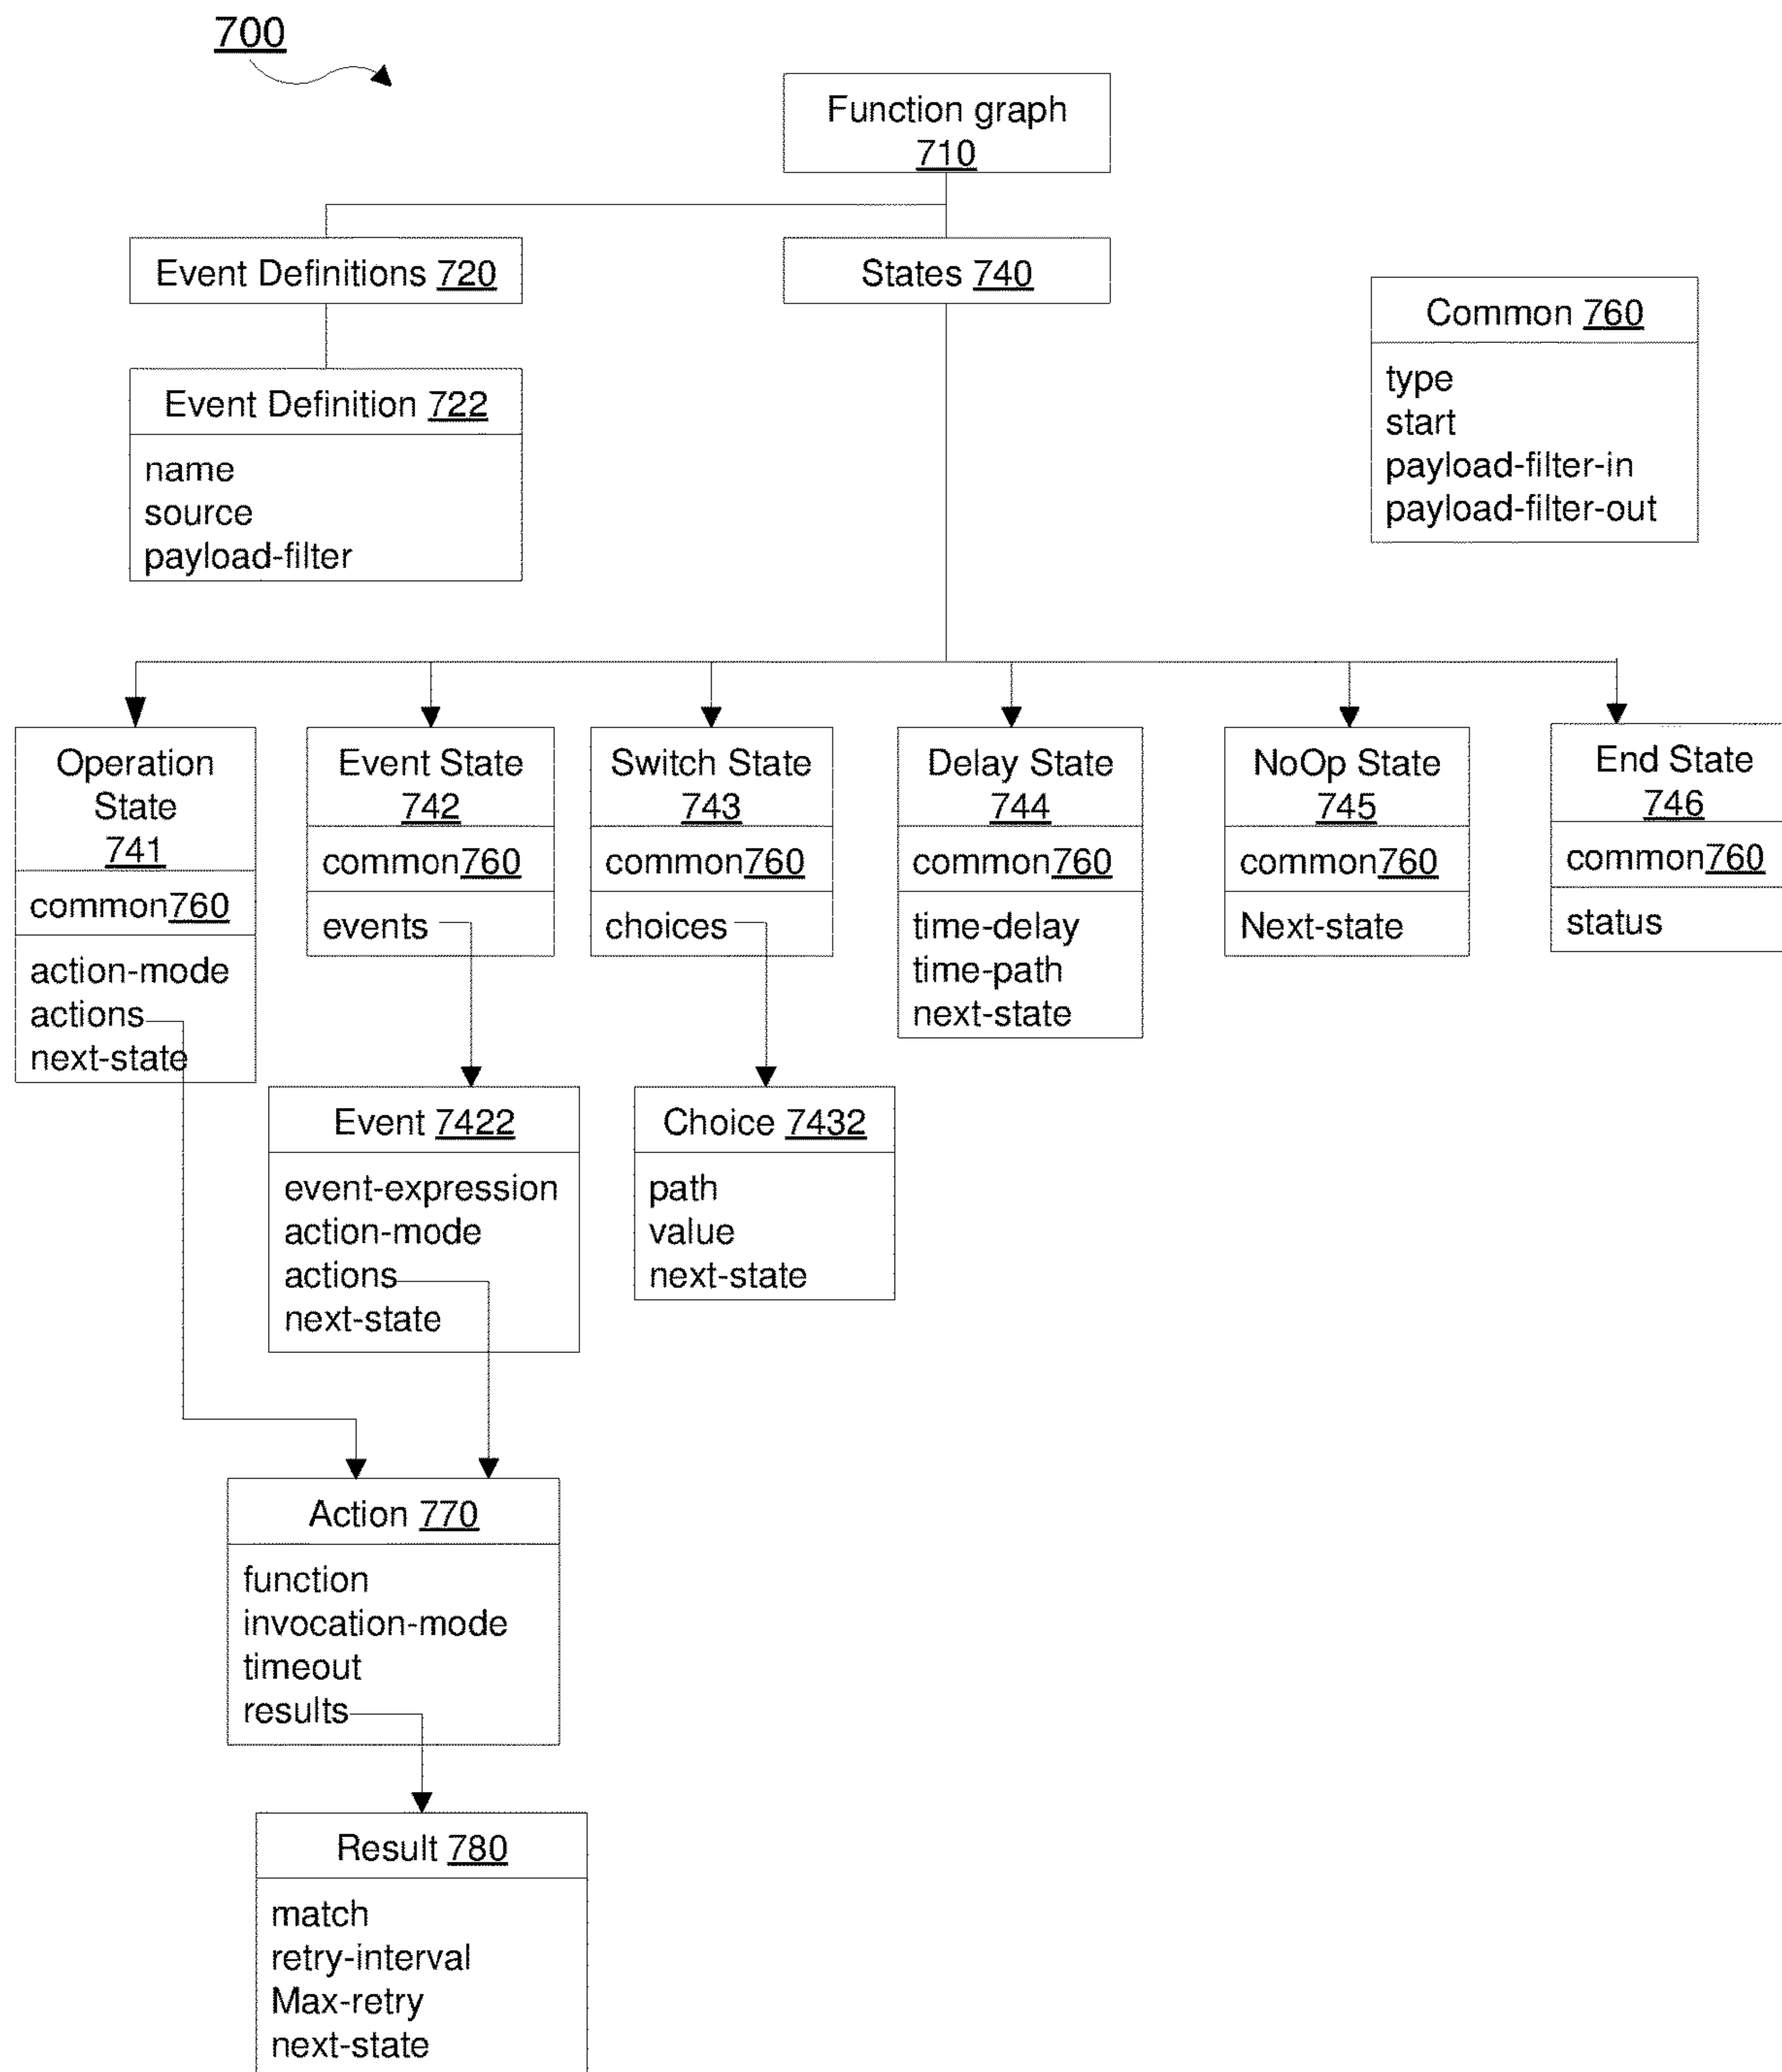 700
Function graph
710
Event Definitions 720
States 740
Common 760
type
start
payload-filter-in
payload-filter-out
Event Definition 722
name
source
payload-filter
Operation
State
741
common760
action-mode
actions
next-state
Event State
742
common760
events
Switch State
743
common760
choices
Delay State
744
common760
time-delay
time-path
next-state
NoOp State
745
common760
Next-state
End State
746
common760
status
Event 7422
event-expression
action-mode
actions
next-state
Choice 7432
path
value
next-state
Action 770
function
invocation-mode
timeout
results
Result 780
match
retry-interval
Max-retry
next-state